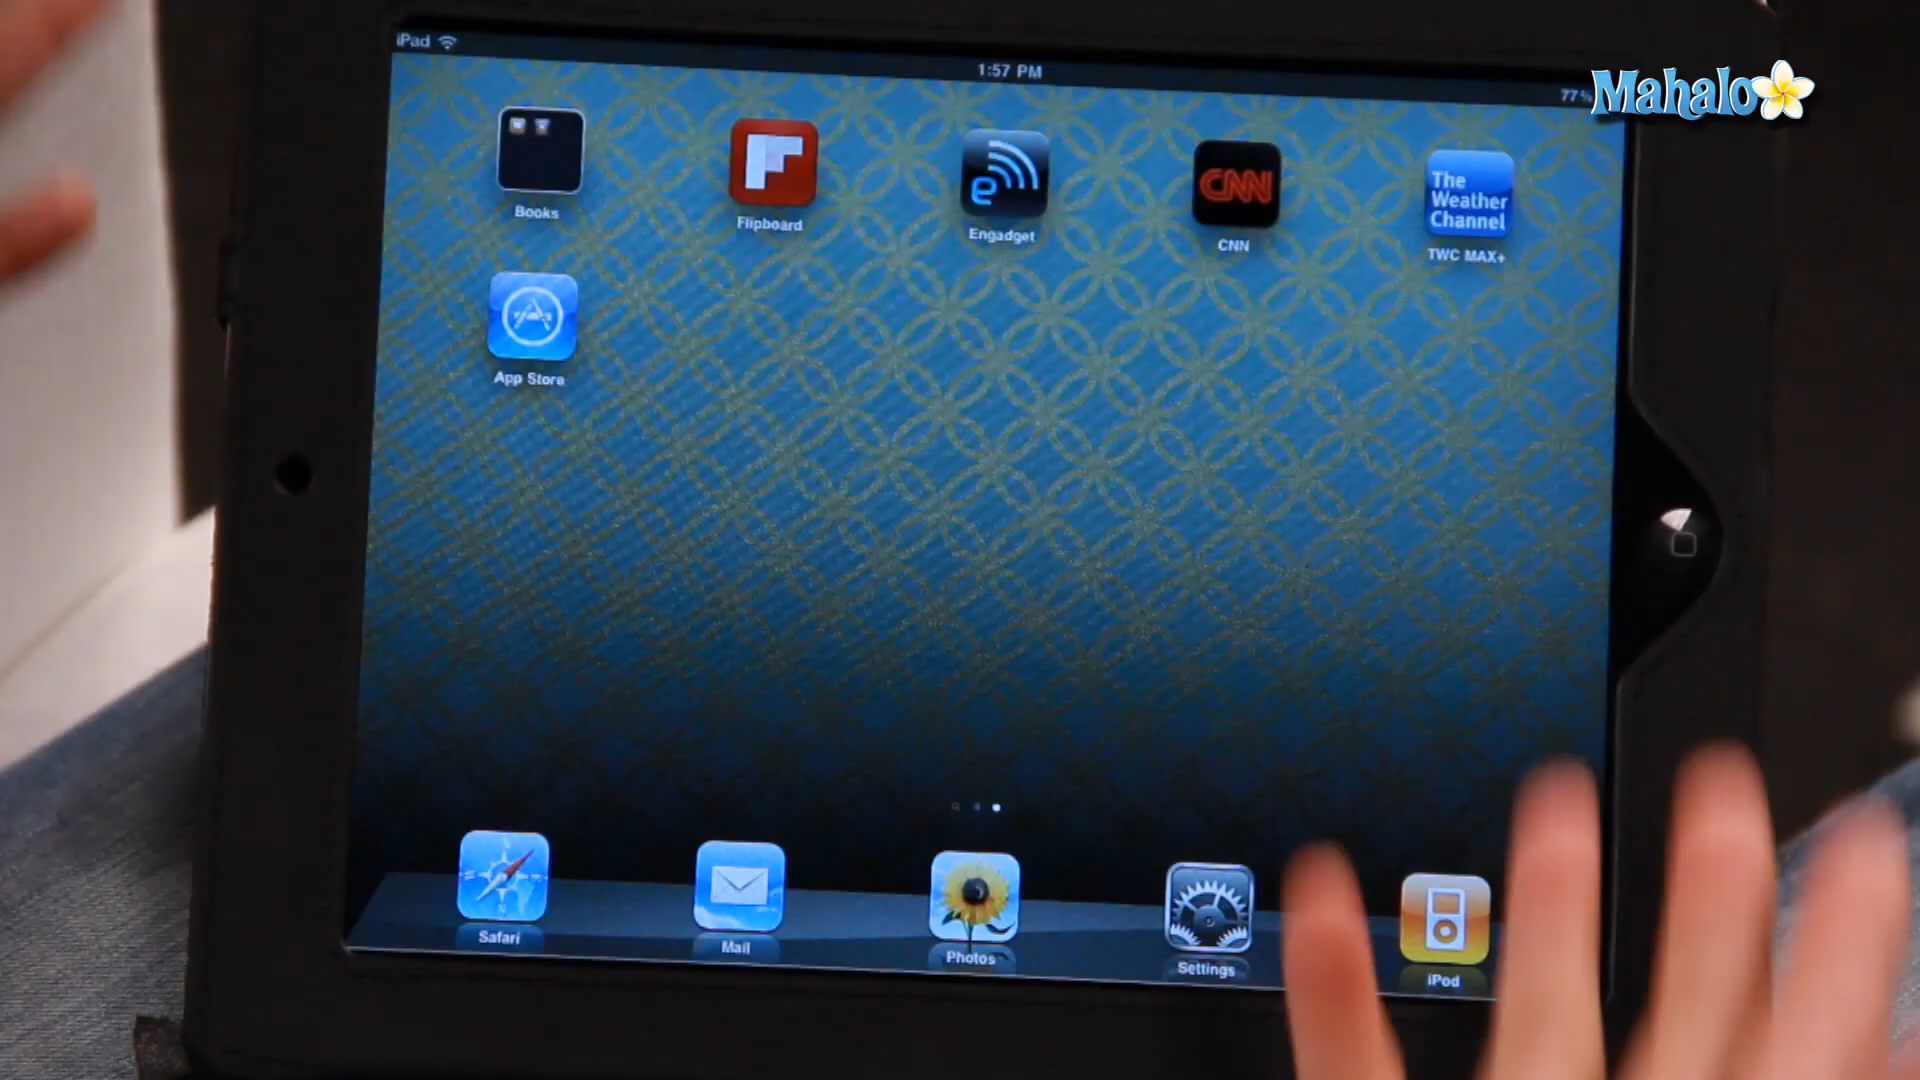 iPad
1:57 PM
77%
Mahalo
Books
Flipboard
e
Engadget
CNN
CNN
The
Weather
Channel
TWC MAX+
App Store
N
Safari
Mail
Photos
Settings
iPod